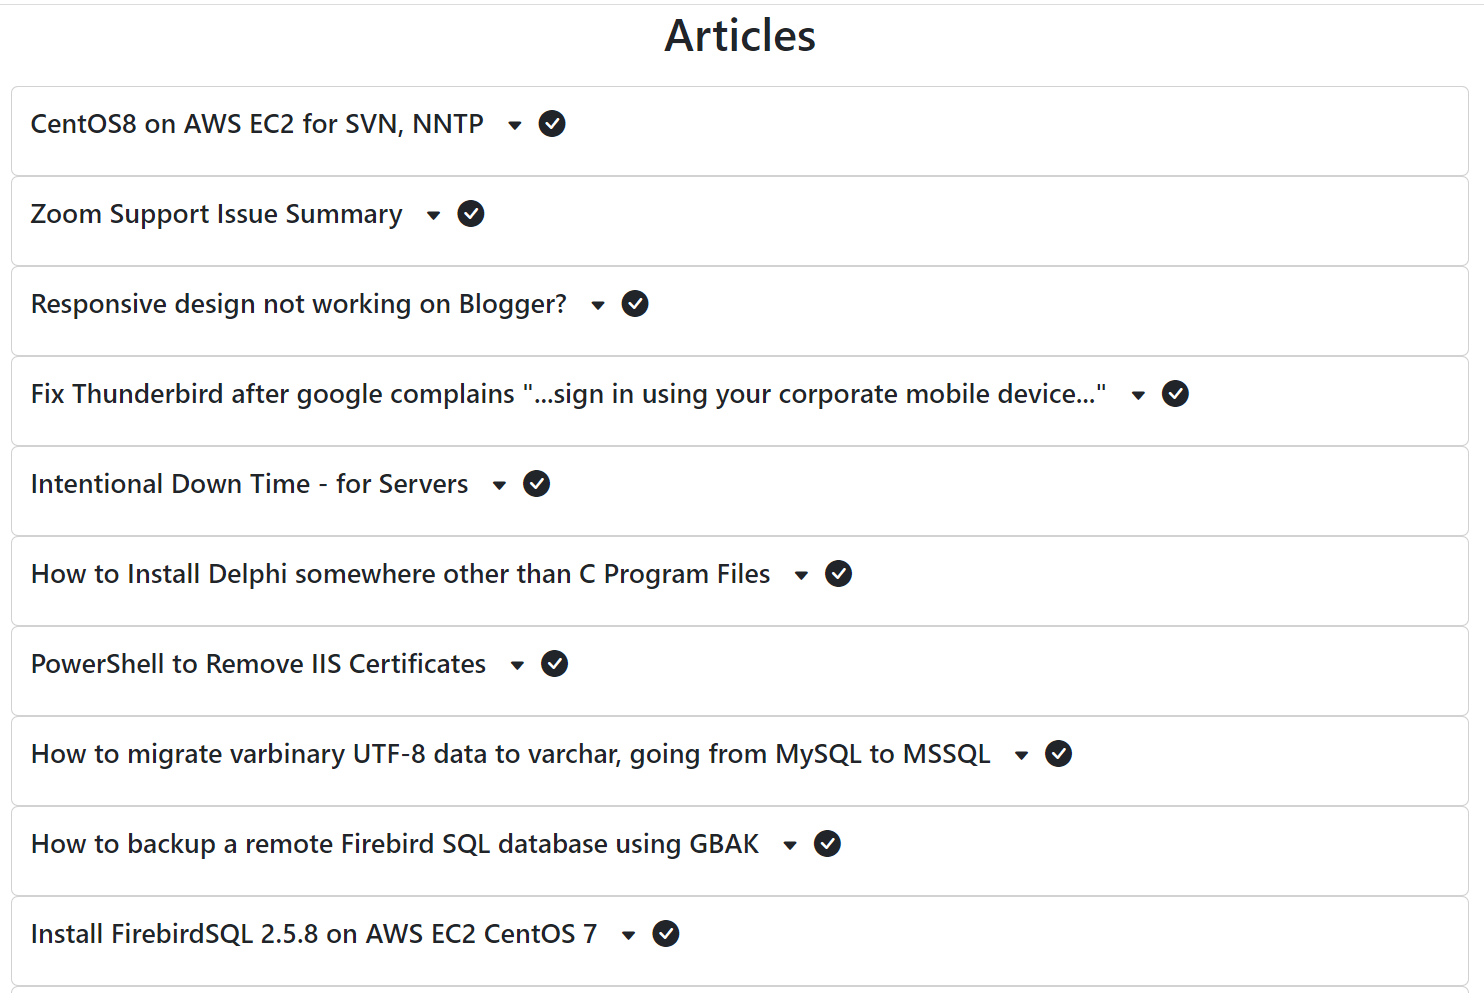 Articles
CentOS8 on AWS EC2 for SVN, NNTP
Zoom Support Issue Summary
Responsive design not working on Blogger?
Fix Thunderbird after google complains "...sign in using your corporate mobile device..."
Intentional Down Time - for Servers
How to Install Delphi somewhere other than C Program Files
PowerShell to Remove IIS Certificates
How to migrate varbinary UTF-8 data to varchar, going from MySQL to MSSQL
How to backup a remote Firebird SQL database using GBAK
Install FirebirdSQL 2.5.8 on AWS EC2 CentOS 7